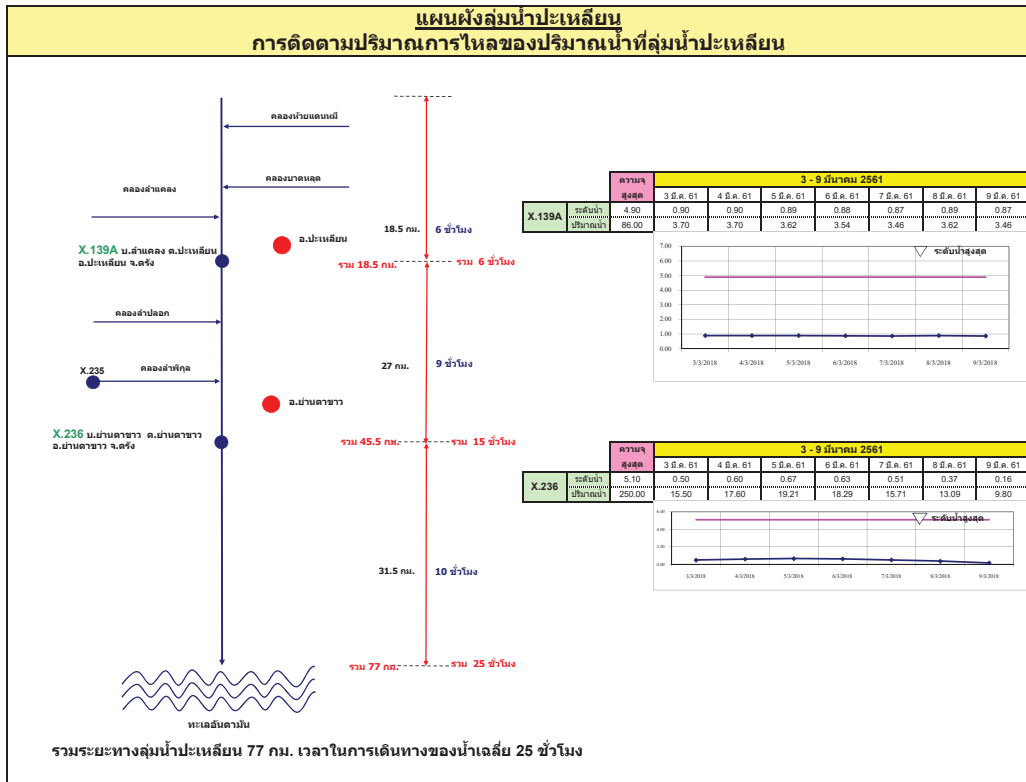 แผนผังลุ่มน้ำปะเหลียน
การติดตามปริมาณการไหลของปริมาณน้ำที่ลุ่มน้ำปะเหลียน
คลองห้วยแดนหมี
คลองบาตหลุด
คลองลำแคลง
18.5 กม. 6 ชั่วโมง
อ.ปะเหลียน
X.139A บ.ลำแคลง ต.ปะเหลียน
อ.ปะเหลียน จ.ตรัง
รวม 18.5 กม. รวม 6 ชั่วโมง
คลองลำปลอก
X.235 คลองลำพิกุล
27 กม. 9 ชั่วโมง
อ.ย่านตาขาว
X.236 บ.ย่านตาขาว ต.ย่านตาขาว
อ.ย่านตาขาว จ.ตรัง
รวม 45.5 กม. รวม 15 ชั่วโมง
31.5 กม. 10 ชั่วโมง
รวม 77 กม. รวม 25 ชั่วโมง
ทะเลอันดามัน
ความจุ 3 - 9 มีนาคม 2561
สูงสุด 3 มี.ค. 61 4 มี.ค. 61 5 มี.ค. 61 6 มี.ค. 61 7 มี.ค. 61 8 มี.ค. 61 9 มี.ค. 61
X.139A ระดับน้ำ 4.90 0.90 0.90 0.89 0.88 0.87 0.89 0.87
ปริมาณน้ำ 86.00 3.70 3.70 3.62 3.54 3.46 3.62 3.46
ระดับน้ำสูงสุด
7.00
6.00
5.00
4.00
3.00
2.00
1.00
0.00
3/3/2018 4/3/2018 5/3/2018 6/3/2018 7/3/2018 8/3/2018 9/3/2018
ความจุ 3 - 9 มีนาคม 2561
สูงสุด 3 มี.ค. 61 4 มี.ค. 61 5 มี.ค. 61 6 มี.ค. 61 7 มี.ค. 61 8 มี.ค. 61 9 มี.ค. 61
X.236 ระดับน้ำ 5.10 0.50 0.60 0.67 0.63 0.51 0.37 0.16
ปริมาณน้ำ 250.00 15.50 17.60 19.21 18.29 15.71 13.09 9.80
ระดับน้ำสูงสุด
6.00
4.00
2.00
0.00
3/3/2018 4/3/2018 5/3/2018 6/3/2018 7/3/2018 8/3/2018 9/3/2018
รวมระยะทางลุ่มน้ำปะเหลียน 77 กม. เวลาในการเดินทางของน้ำเฉลี่ย 25 ชั่วโมง